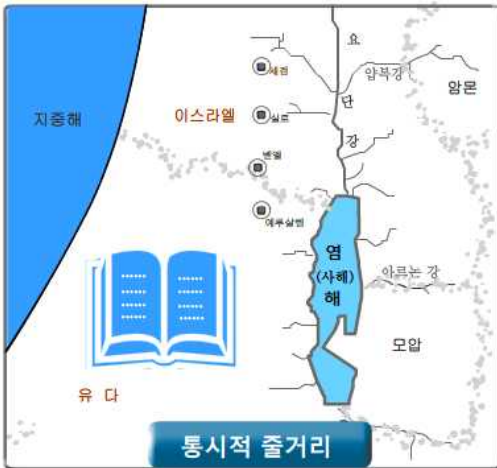 요
단
강
세겜
얍복강
암몬
지중해
이스라엘
실로
벧엘
예루살렘
염
(사해)
해
아르논 강
모압
유 다
통시적 줄거리